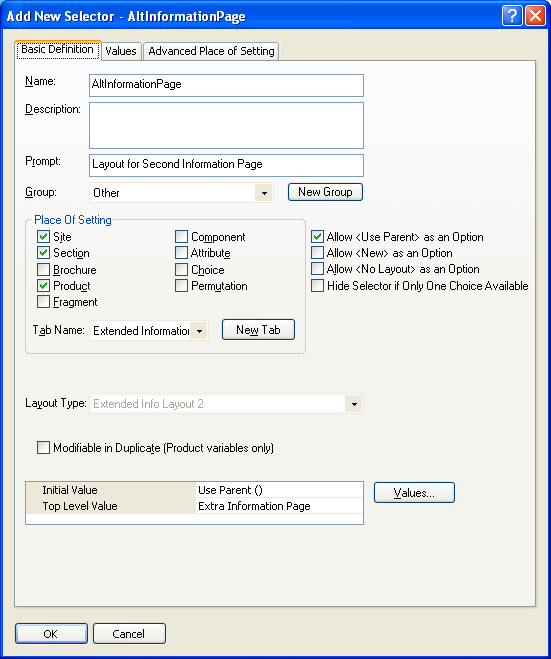 Add New Selector - AltInformationPage
Basic Definition Values Advanced Place of Setting
Name: AltInformationPage
Description:
Prompt: Layout for Second Information Page
Group: Other New Group
Place Of Setting
Site Component Allow <Use Parent> as an Option
Section Attribute Allow <New> as an Option
Brochure Choice Allow <No Layout> as an Option
Product Permutation Hide Selector if Only One Choice Available
Fragment
Tab Name: Extended Information New Tab
Layout Type: Extended Info Layout 2
Modifiable in Duplicate (Product variables only)
Initial Value Use Parent ()
Top Level Value Extra Information Page
Values...
OK Cancel